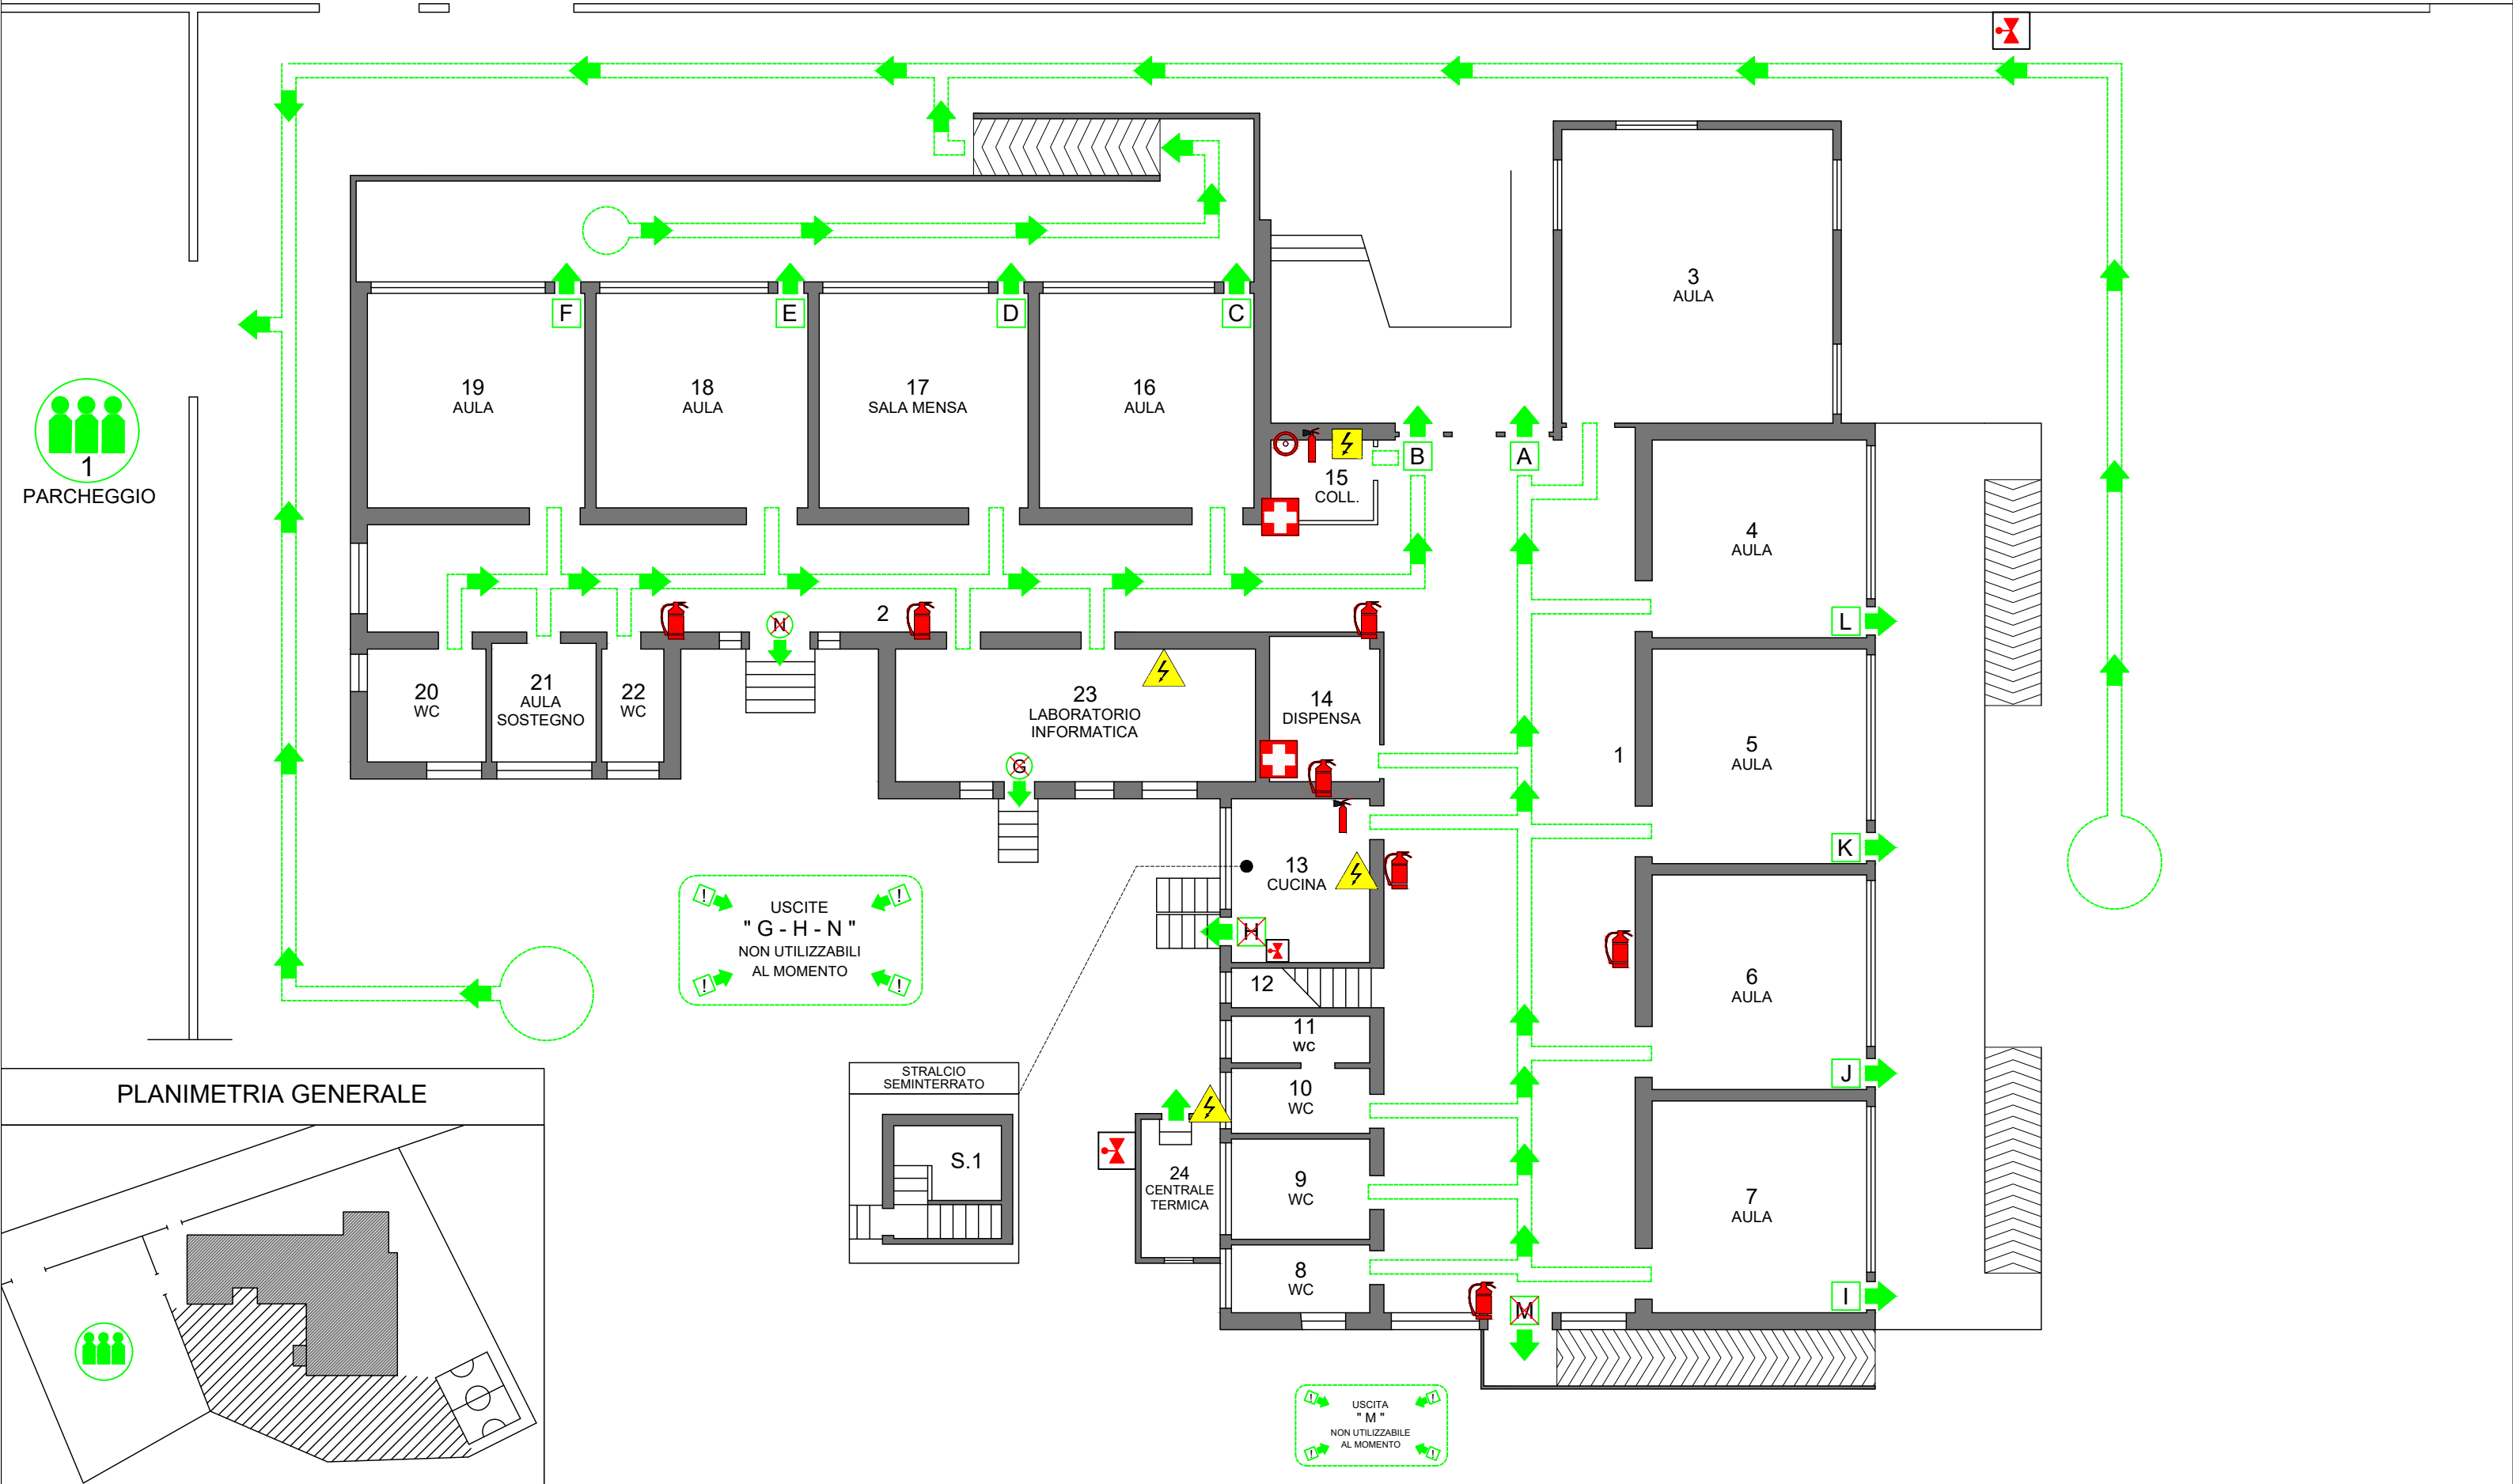 3
AULA
F
E
D
C
19
AULA
18
AULA
17
SALA MENSA
16
AULA
1
PARCHEGGIO
B
A
15
COLL.
4
AULA
L
N
2
20
WC
21
AULA
SOSTEGNO
22
WC
23
LABORATORIO
INFORMATICA
14
DISPENSA
1
5
AULA
G
K
13
CUCINA
USCITE
" G - H - N "
NON UTILIZZABILI
AL MOMENTO
!
!
!
!
H
12
6
AULA
11
wc
J
STRALCIO
SEMINTERRATO
10
WC
PLANIMETRIA GENERALE
S.1
24
CENTRALE
TERMICA
9
WC
7
AULA
8
WC
I
M
USCITA
" M "
NON UTILIZZABILE
AL MOMENTO
!
!
!
!